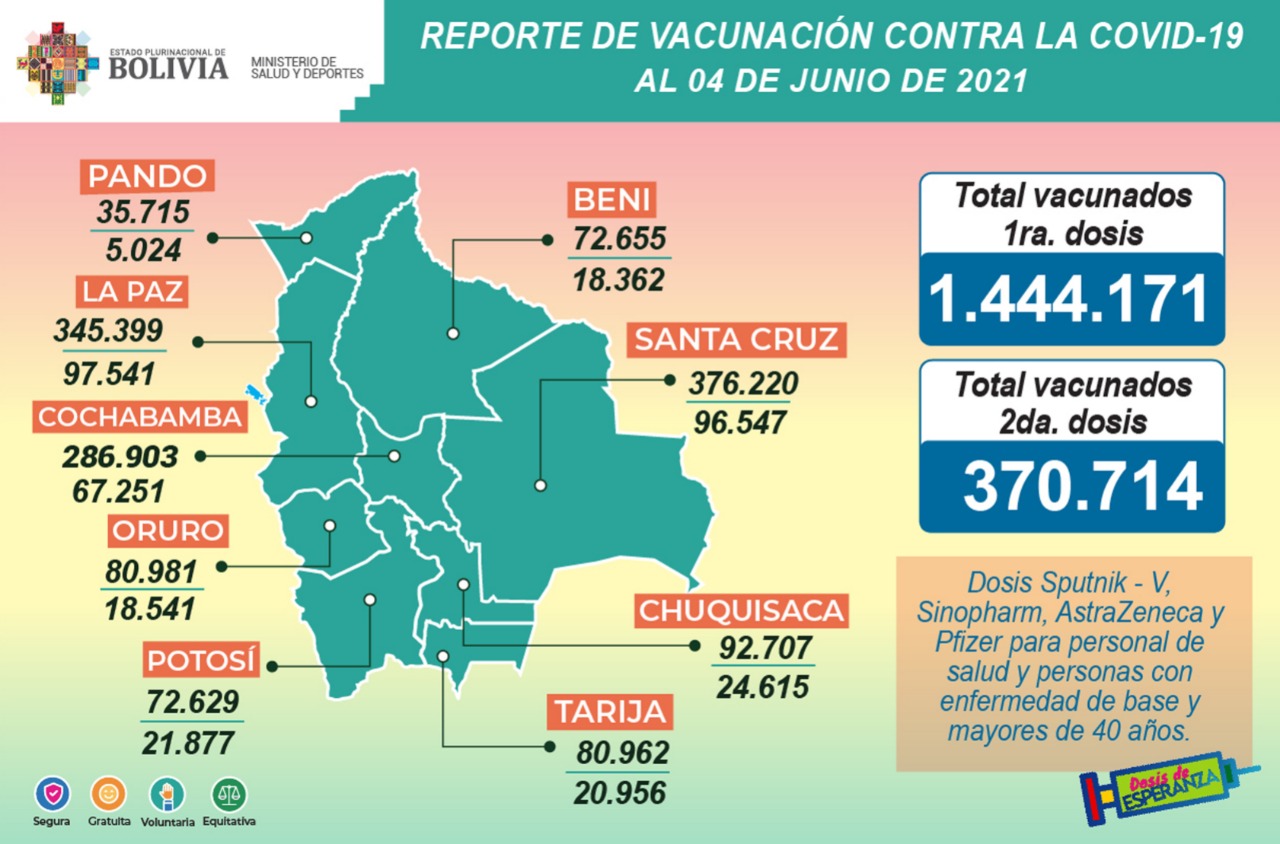 ESTADO PLURINACIONAL DE
BOLIVIA
MINISTERIO DE
SALUD Y DEPORTES
REPORTE DE VACUNACIÓN CONTRA LA COVID-19
AL 04 DE JUNIO DE 2021
PANDO
35.715
5.024
LA PAZ
345.399
97.541
COCHABAMBA
286.903
67.251
ORURO
80.981
18.541
POTOSÍ
72.629
21.877
BENI
72.655
18.362
SANTA CRUZ
376.220
96.547
CHUQUISACA
92.707
24.615
TARIJA
80.962
20.956
Total vacunados
1ra. dosis
1.444.171
Total vacunados
2da. dosis
370.714
Dosis Sputnik - V,
Sinopharm, AstraZeneca y
Pfizer para personal de
salud y personas con
enfermedad de base y
mayores de 40 años.
Dosis de
ESPERANZA
Segura
Gratuita
Voluntaria
Equitativa